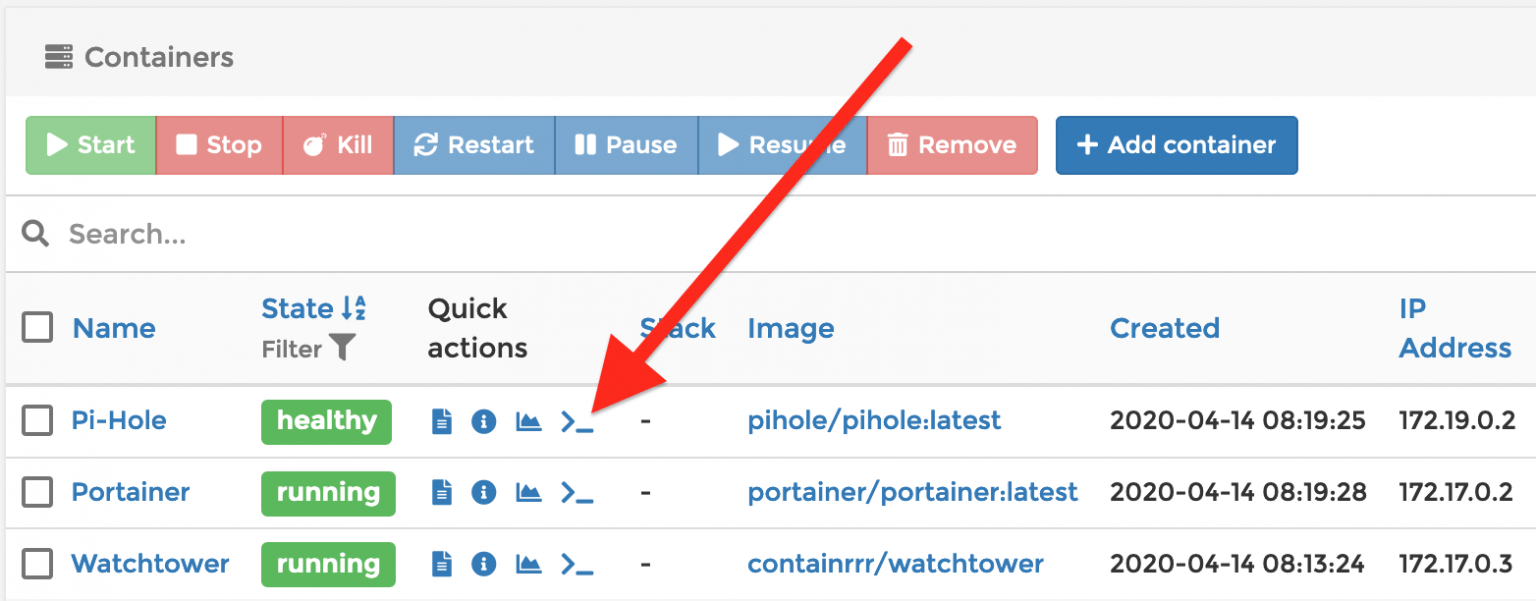 Containers
Start Stop Kill Restart Pause Resume Remove Add container
Search...
Name State Filter Quick actions Stack Image Created IP Address
Pi-Hole healthy - pihole/pihole:latest 2020-04-14 08:19:25 172.19.0.2
Portainer running - portainer/portainer:latest 2020-04-14 08:19:28 172.17.0.2
Watchtower running - containrrr/watchtower 2020-04-14 08:13:24 172.17.0.3